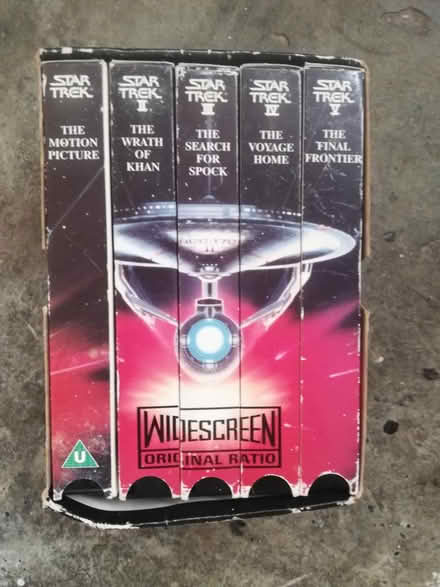 STAR
TREK
THE
MOTION
PICTURE
STAR
TREK
II
THE
WRATH
OF
KHAN
STAR
TREK
III
THE
SEARCH
FOR
SPOCK
STAR
TREK
IV
THE
VOYAGE
HOME
STAR
TREK
V
THE
FINAL
FRONTIER
WIDESCREEN
ORIGINAL RATIO
U